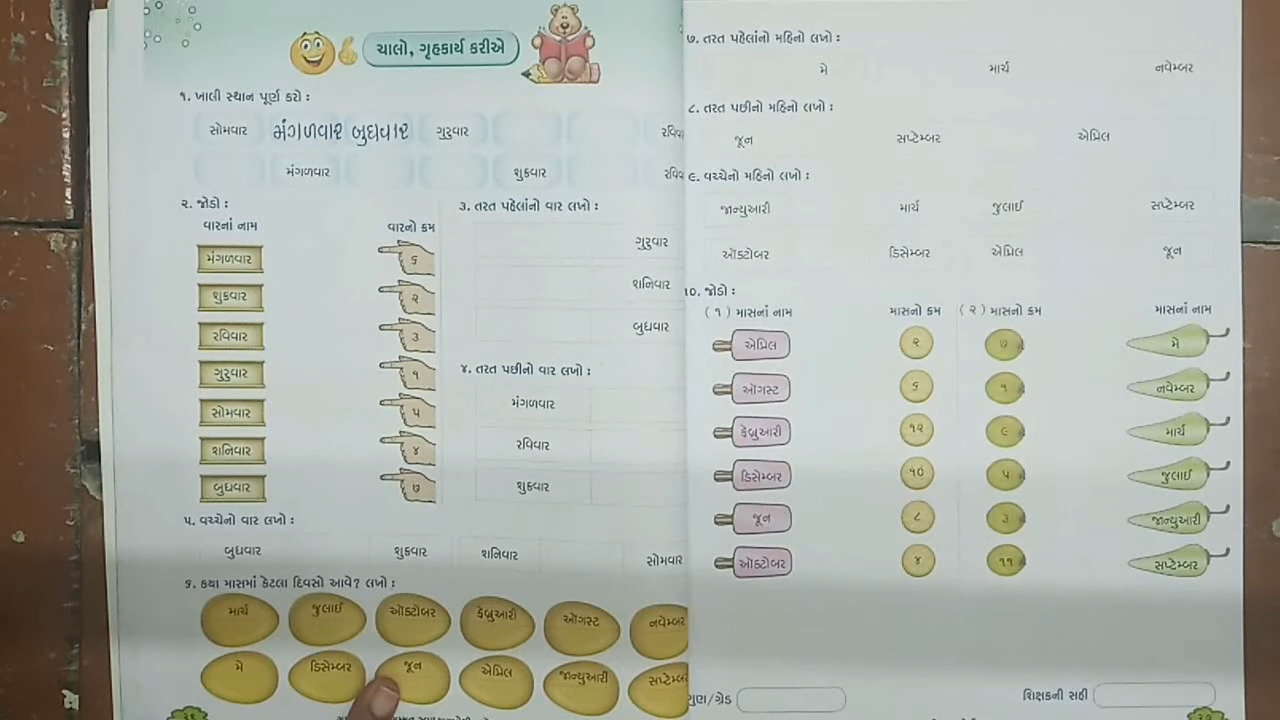 ચાલો, ગૃહકાર્ય કરીએ
૧. ખાલી સ્થાન પૂર્ણ કરો :
સોમવાર મંગળવાર બુધવાર ગુરુવાર
મંગળવાર શુક્રવાર
૨. જોડો :
વારનાં નામ વારનો ક્રમ
મંગળવાર ૬
શુક્રવાર ૨
રવિવાર ૩
ગુરુવાર ૧
સોમવાર ૫
શનિવાર ૪
બુધવાર ૭
૩. તરત પહેલાંનો વાર લખો :
ગુરુવાર
શનિવાર
બુધવાર
૪. તરત પછીનો વાર લખો :
મંગળવાર
રવિવાર
શુક્રવાર
૫. વચ્ચેનો વાર લખો :
બુધવાર શુક્રવાર શનિવાર સોમવાર
૬. કયા માસમાં કેટલા દિવસો આવે? લખો :
માર્ચ જુલાઈ ઑક્ટોબર ફેબ્રુઆરી ઑગસ્ટ નવેમ્બર
મે ડિસેમ્બર જૂન એપ્રિલ જાન્યુઆરી સપ્ટેમ્બર
૭. તરત પહેલાંનો મહિનો લખો :
મે માર્ચ નવેમ્બર
૮. તરત પછીનો મહિનો લખો :
જૂન સપ્ટેમ્બર એપ્રિલ
૯. વચ્ચેનો મહિનો લખો :
જાન્યુઆરી માર્ચ જુલાઈ સપ્ટેમ્બર
ઑક્ટોબર ડિસેમ્બર એપ્રિલ જૂન
૧૦. જોડો :
(૧) માસનાં નામ માસનો ક્રમ (૨) માસનો ક્રમ માસનાં નામ
એપ્રિલ ૨ ૭ મે
ઑગસ્ટ ૬ ૧ નવેમ્બર
ફેબ્રુઆરી ૧૨ ૯ માર્ચ
ડિસેમ્બર ૧૦ ૫ જુલાઈ
જૂન ૮ ૩ જાન્યુઆરી
ઑક્ટોબર ૪ ૧૧ સપ્ટેમ્બર
ગુણ/ગ્રેડ શિક્ષકની સહી